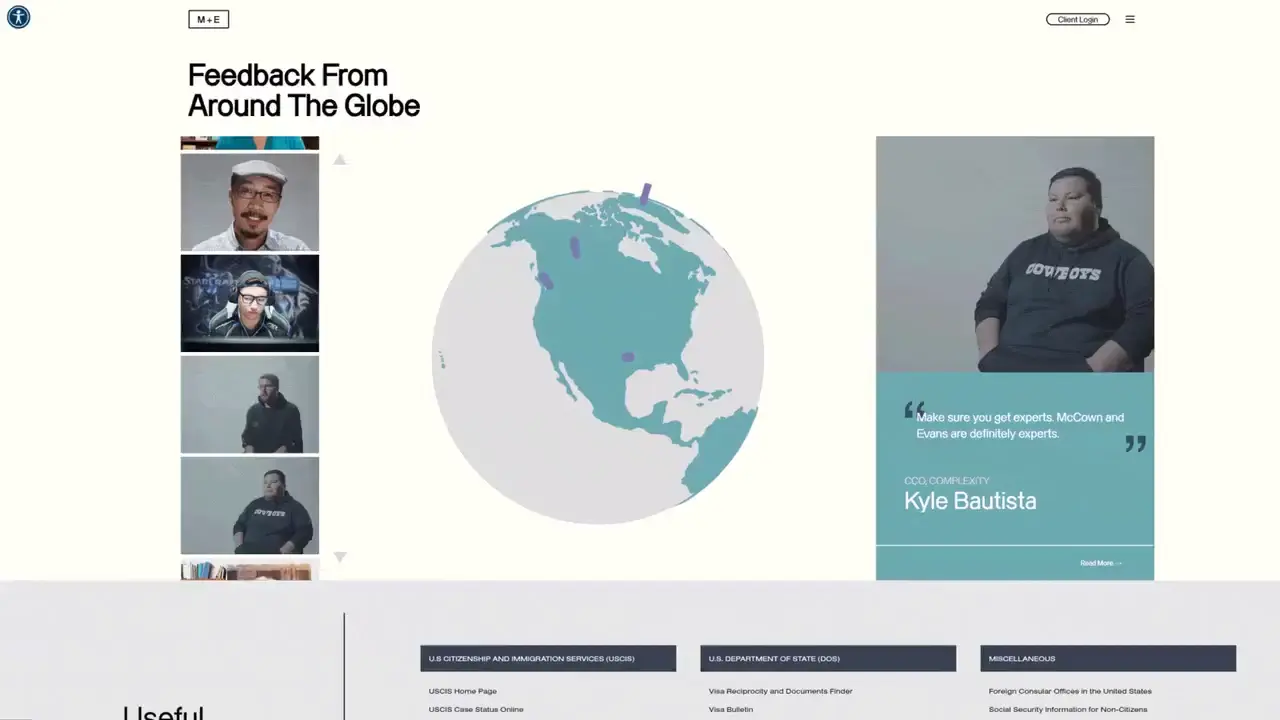 M + E
Client Login
Feedback From
Around The Globe
STARCRAFT
COWBOYS
COWBOYS
“
Make sure you get experts. McCown and
Evans are definitely experts.
”
CCO, COMPLEXITY
Kyle Bautista
Read More
Useful
U.S CITIZENSHIP AND IMMIGRATION SERVICES (USCIS)
USCIS Home Page
USCIS Case Status Online
U.S. DEPARTMENT OF STATE (DOS)
Visa Reciprocity and Documents Finder
Visa Bulletin
MISCELLANEOUS
Foreign Consular Offices in the United States
Social Security Information for Non-Citizens